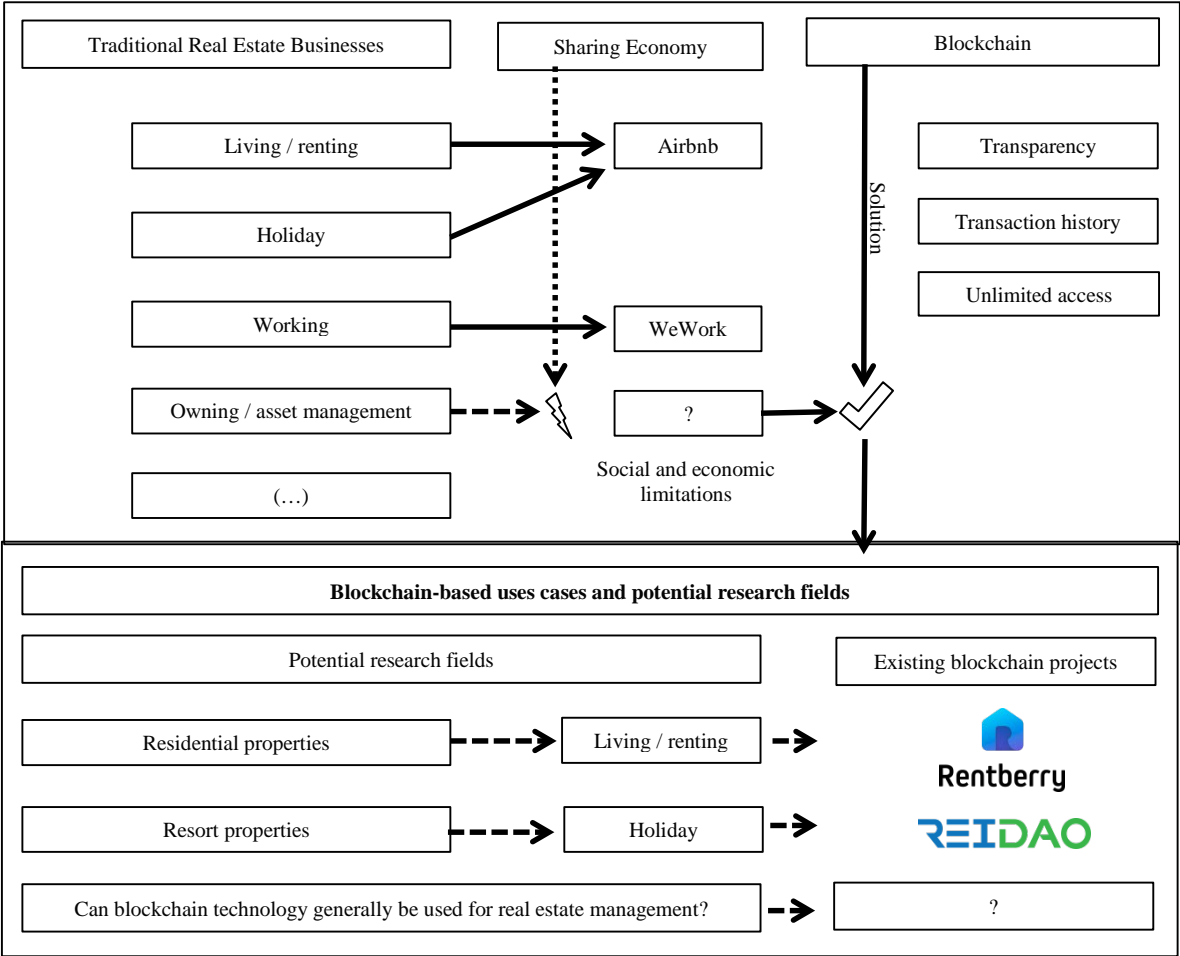 Traditional Real Estate Businesses
Sharing Economy
Blockchain
Living / renting
Airbnb
Transparency
Solution
Holiday
Transaction history
Unlimited access
Working
WeWork
Owning / asset management
?
Social and economic
limitations
(…)
Blockchain-based uses cases and potential research fields
Potential research fields
Existing blockchain projects
Residential properties
Living / renting
R
Rentberry
Resort properties
Holiday
REIDAO
Can blockchain technology generally be used for real estate management?
?